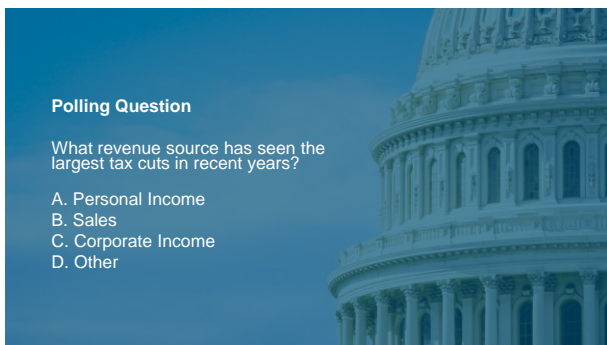 Polling Question
What revenue source has seen the
largest tax cuts in recent years?
A. Personal Income
B. Sales
C. Corporate Income
D. Other